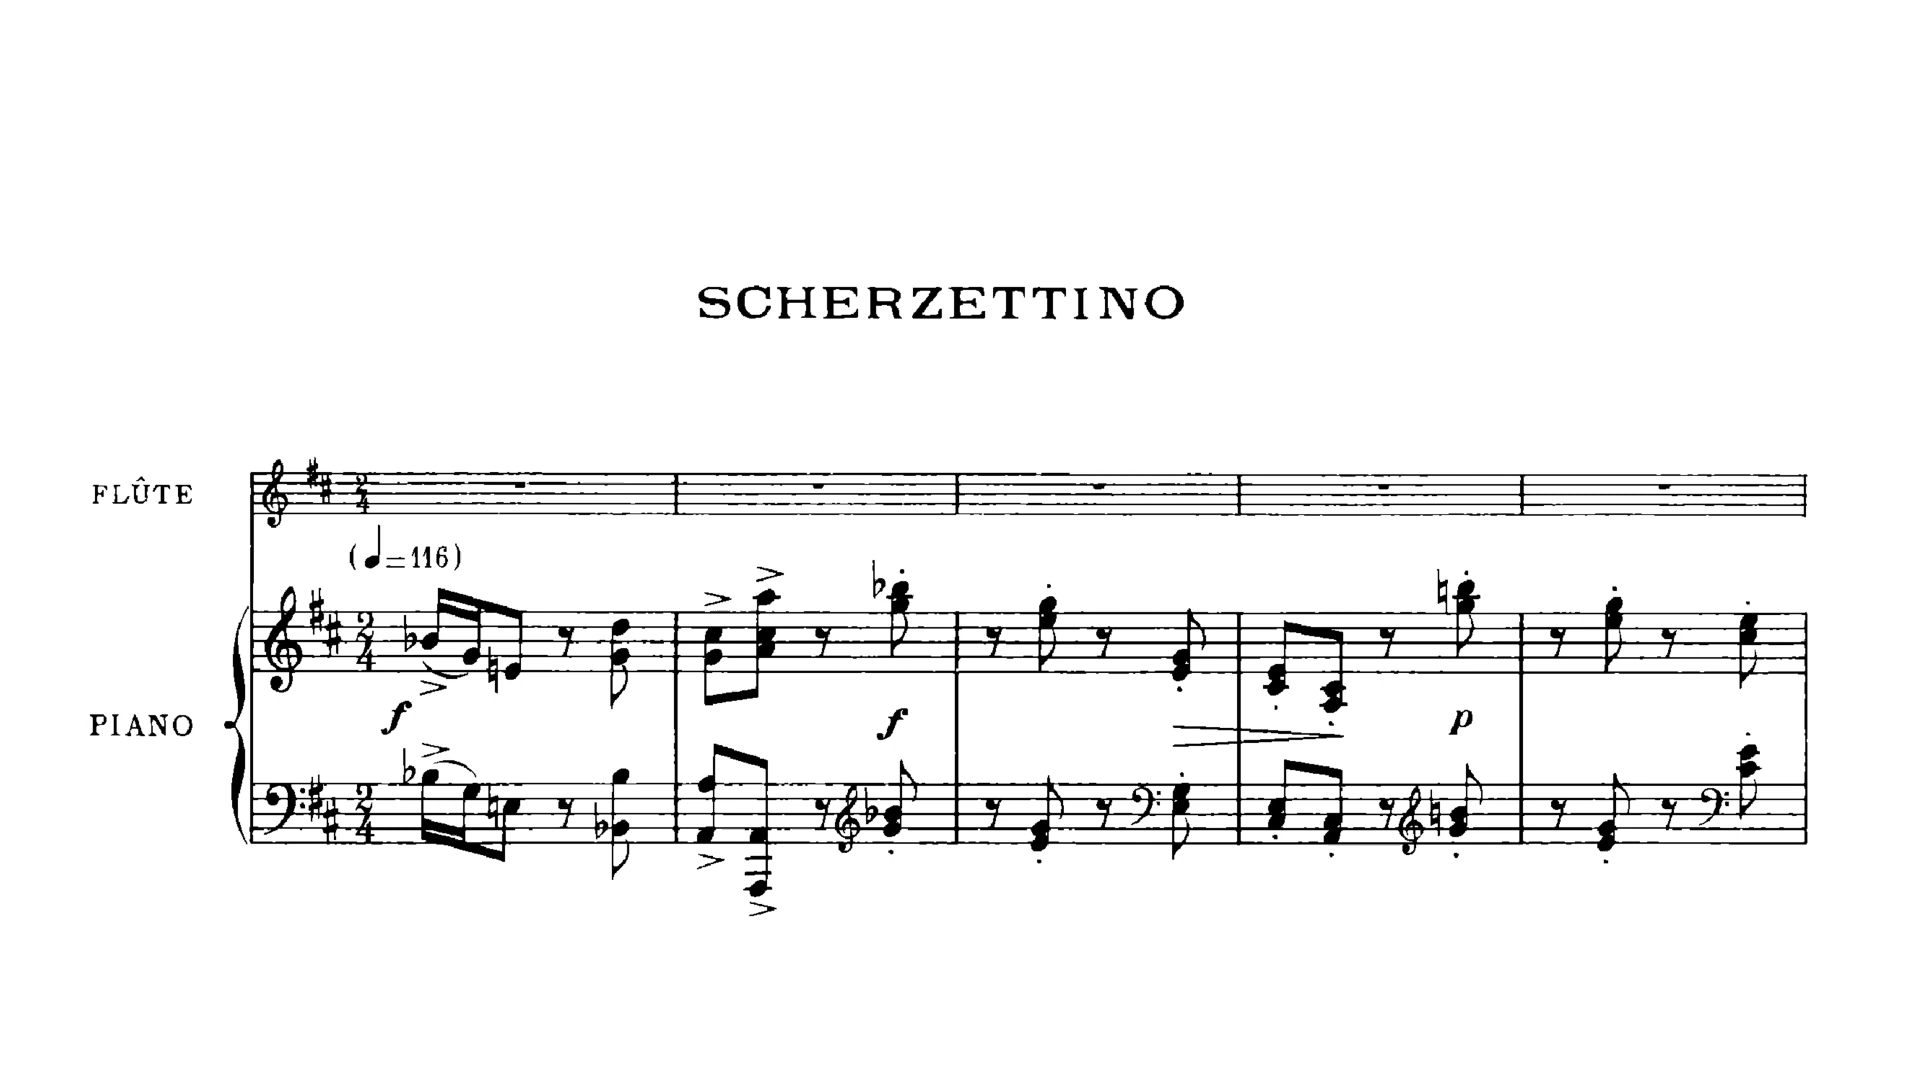 SCHERZETTINO
FLÛTE
(♩=116)
PIANO
f
f
p